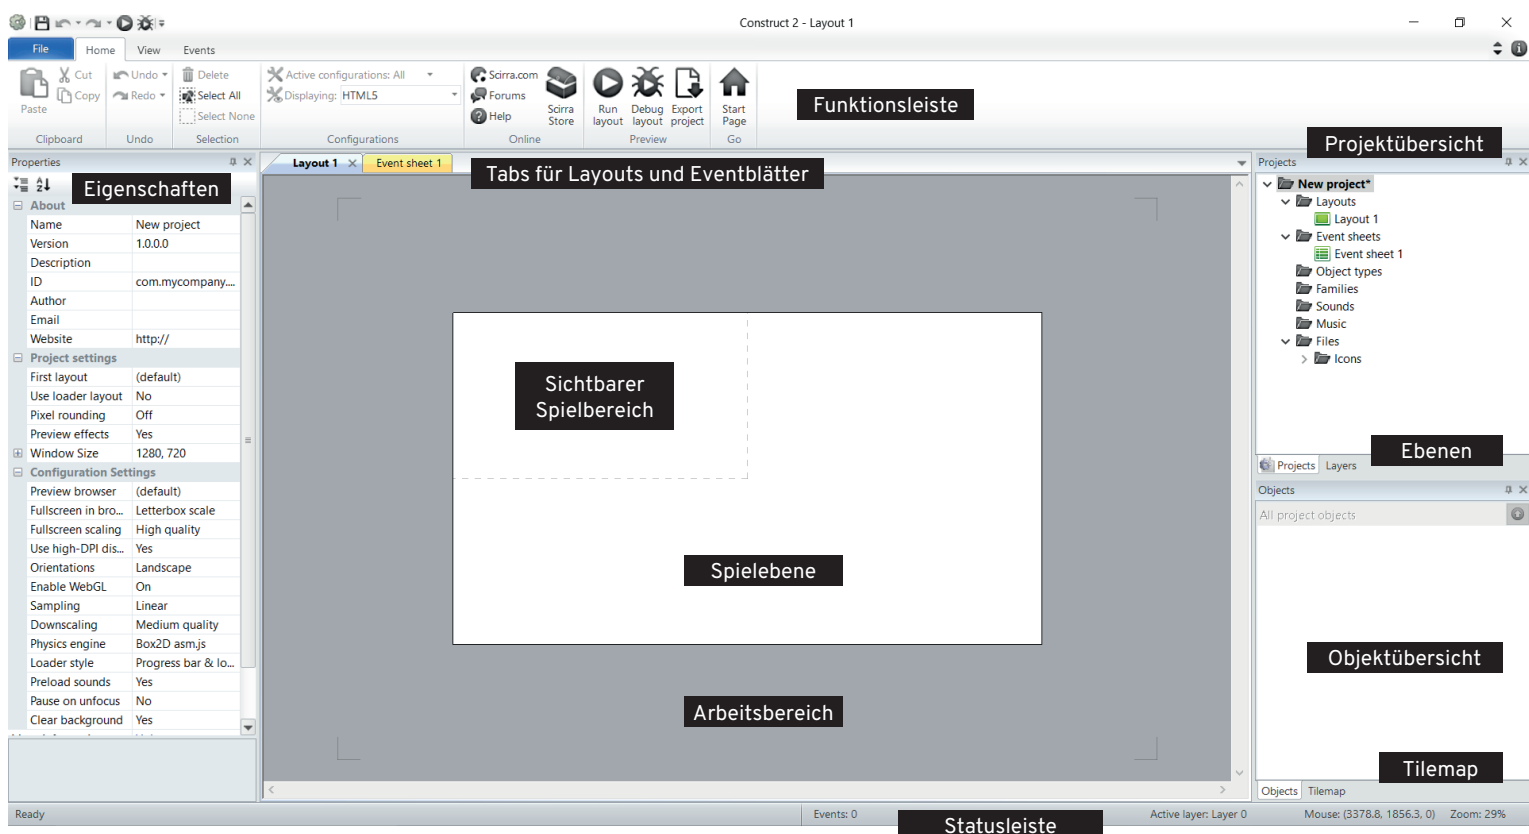 Construct 2 - Layout 1
File Home View Events
Paste
Cut
Copy
Clipboard
Undo
Redo
Undo
Delete
Select All
Select None
Selection
Active configurations: All
Displaying: HTML5
Configurations
Scirra.com
Forums
Help
Scirra Store
Online
Run layout
Debug layout
Export project
Preview
Start Page
Go
Funktionsleiste
Projektübersicht
Properties
Eigenschaften
About
Name New project
Version 1.0.0.0
Description
ID com.mycompany....
Author
Email
Website http://
Project settings
First layout (default)
Use loader layout No
Pixel rounding Off
Preview effects Yes
Window Size 1280, 720
Configuration Settings
Preview browser (default)
Fullscreen in bro... Letterbox scale
Fullscreen scaling High quality
Use high-DPI dis... Yes
Orientations Landscape
Enable WebGL On
Sampling Linear
Downscaling Medium quality
Physics engine Box2D asm.js
Loader style Progress bar & lo...
Preload sounds Yes
Pause on unfocus No
Clear background Yes
Layout 1 Event sheet 1
Tabs für Layouts und Eventblätter
Sichtbarer
Spielbereich
Spielebene
Arbeitsbereich
Projects
New project*
Layouts
Layout 1
Event sheets
Event sheet 1
Object types
Families
Sounds
Music
Files
Icons
Ebenen
Projects Layers
Objects
All project objects
Objektübersicht
Tilemap
Objects Tilemap
Ready
Events: 0
Statusleiste
Active layer: Layer 0
Mouse: (3378.8, 1856.3, 0)
Zoom: 29%